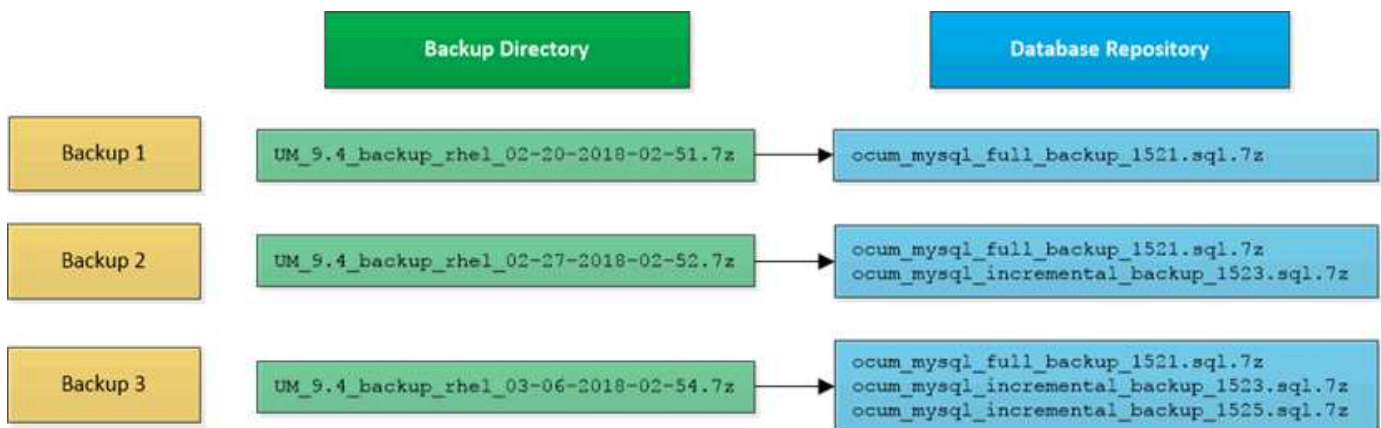 Backup Directory
Database Repository
Backup 1
UM_9.4_backup_rhel_02-20-2018-02-51.7z
ocum_mysql_full_backup_1521.sql.7z
Backup 2
UM_9.4_backup_rhel_02-27-2018-02-52.7z
ocum_mysql_full_backup_1521.sql.7z
ocum_mysql_incremental_backup_1523.sql.7z
Backup 3
UM_9.4_backup_rhel_03-06-2018-02-54.7z
ocum_mysql_full_backup_1521.sql.7z
ocum_mysql_incremental_backup_1523.sql.7z
ocum_mysql_incremental_backup_1525.sql.7z